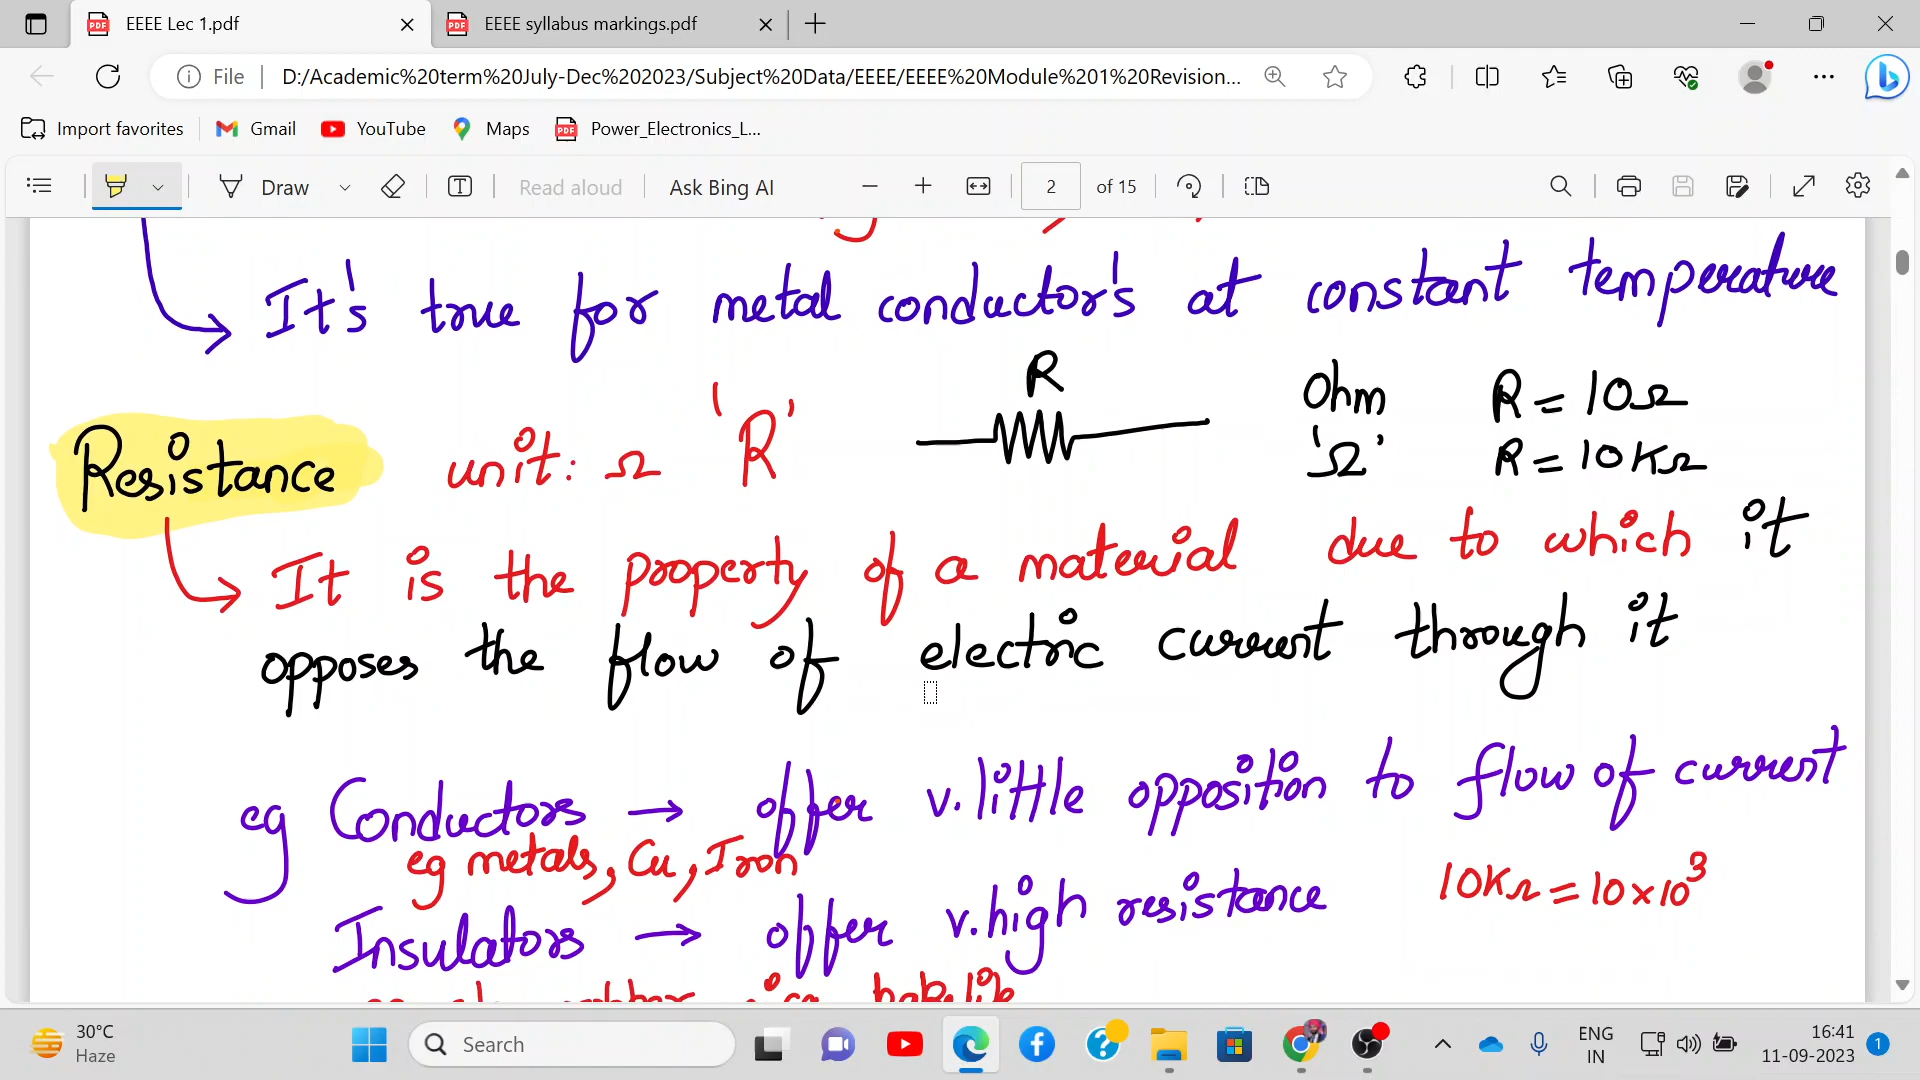 EEEE Lec 1.pdf
EEEE syllabus markings.pdf
File
D:/Academic%20term%20July-Dec%202023/Subject%20Data/EEEE/EEEE%20Module%201%20Revision...
Import favorites
Gmail
YouTube
Maps
Power_Electronics_L...
Draw
Read aloud
Ask Bing AI
2 of 15
It's true for metal conductor's at constant temperature
R
Resistance unit: Ω 'R' Ohm R = 10Ω
'Ω' R = 10KΩ
It is the property of a material due to which it
opposes the flow of electric current through it
eg Conductors → offer v. little opposition to flow of current
eg metals, Cu, Iron
10KΩ = 10×10³
Insulators → offer v. high resistance
30°C
Haze
Search
ENG
IN
16:41
11-09-2023
1